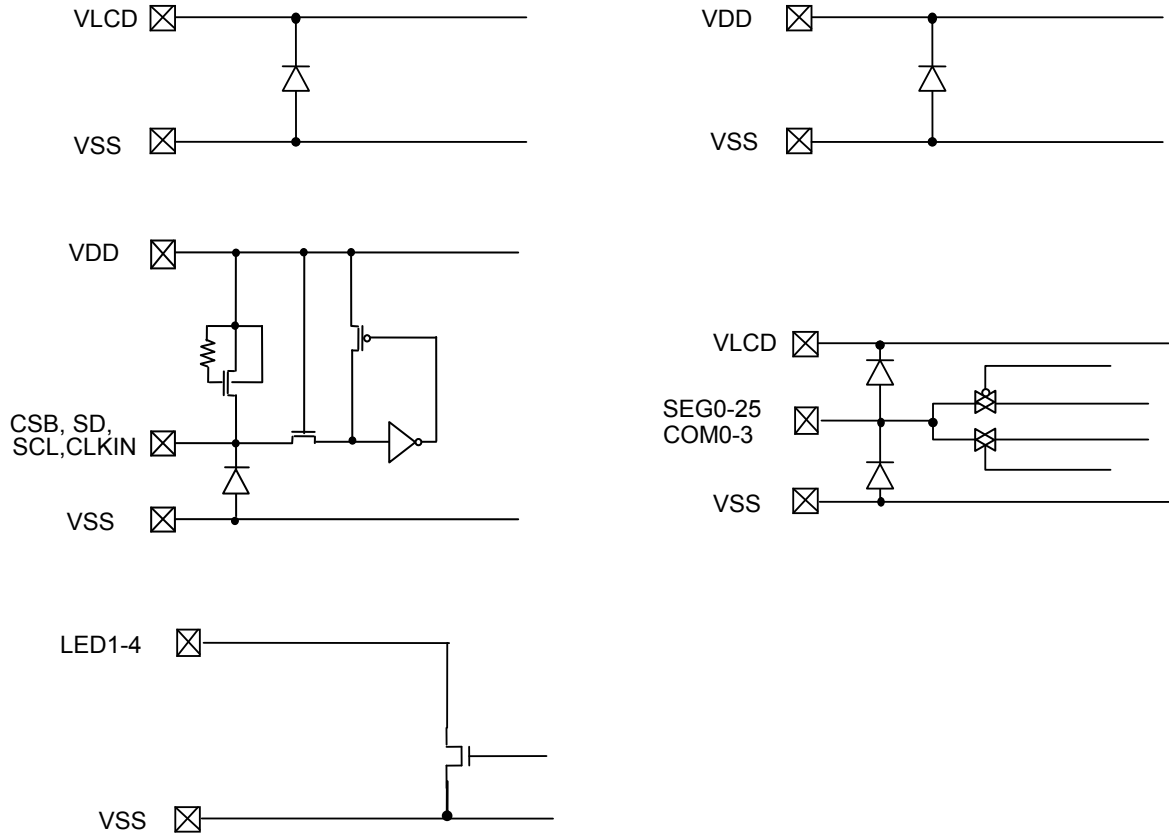 VLCD
VSS
VDD
VSS
VDD
CSB, SD,
SCL,CLKIN
VSS
VLCD
SEG0-25
COM0-3
VSS
LED1-4
VSS